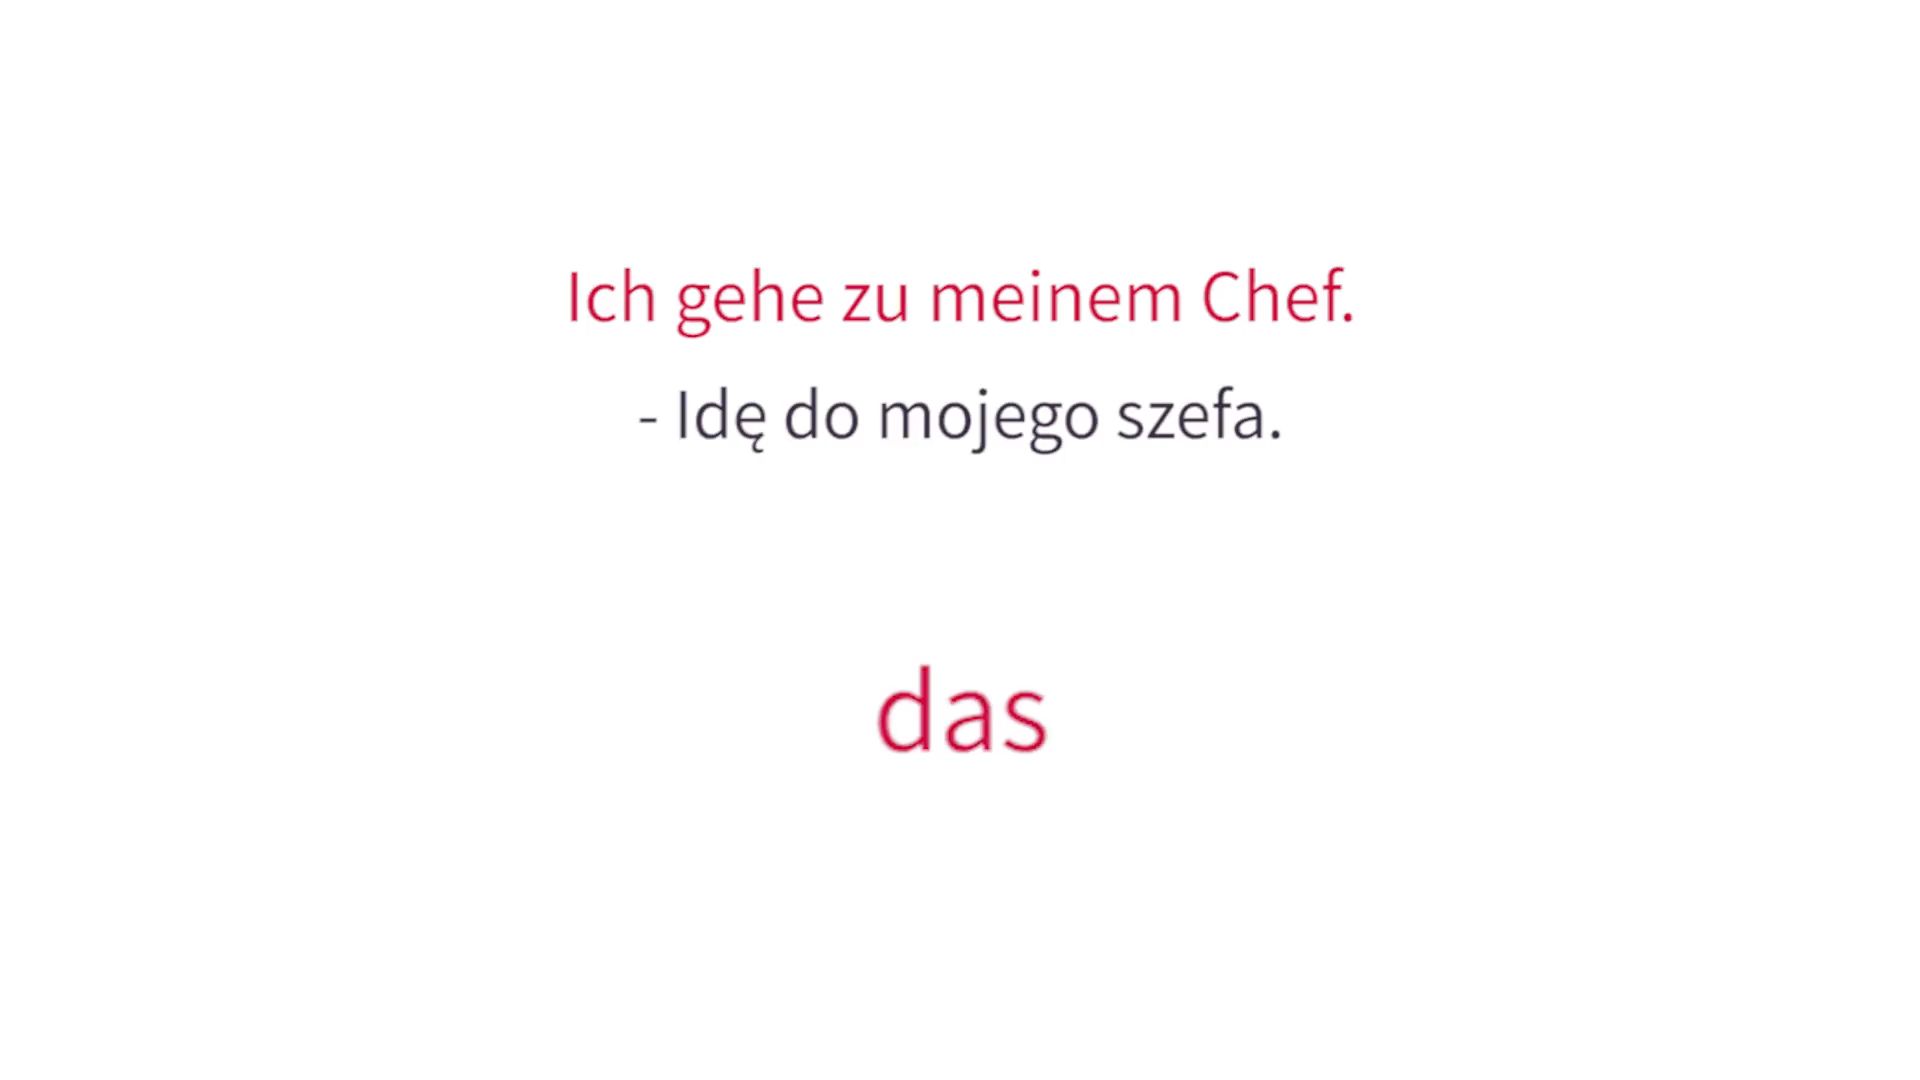 Ich gehe zu meinem Chef.
- Idę do mojego szefa.
das